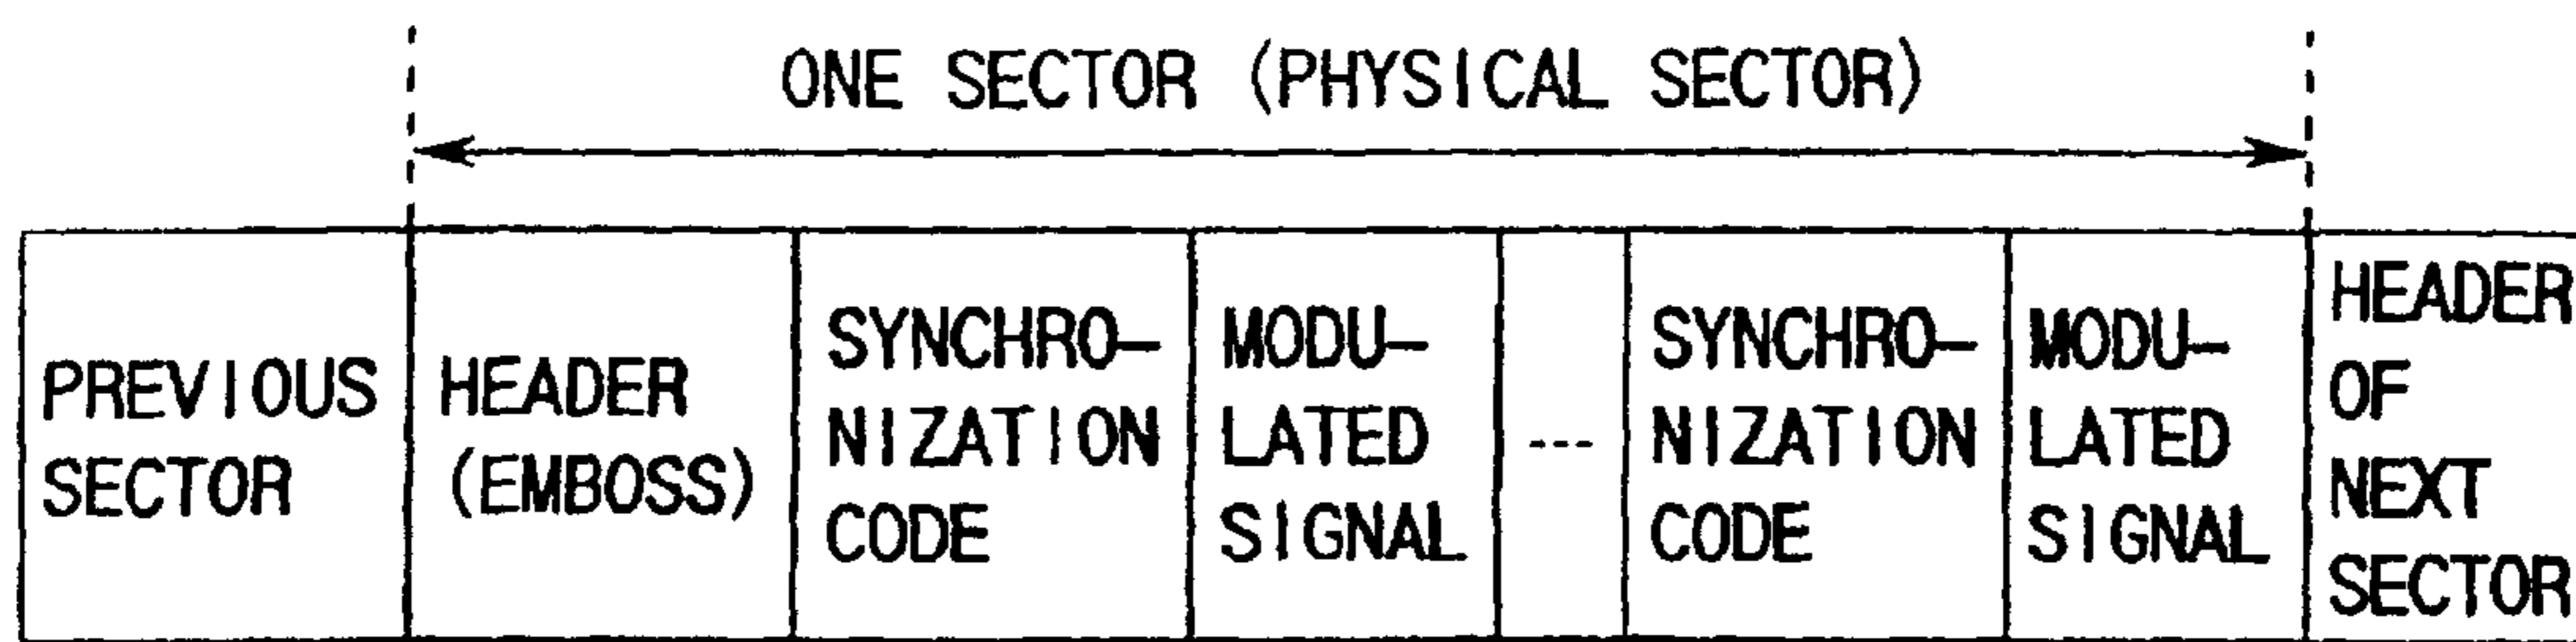 ONE SECTOR (PHYSICAL SECTOR)
PREVIOUS
SECTOR
HEADER
(EMBOSS)
SYNCHRO–
NIZATION
CODE
MODU–
LATED
SIGNAL
---
SYNCHRO–
NIZATION
CODE
MODU–
LATED
SIGNAL
HEADER
OF
NEXT
SECTOR